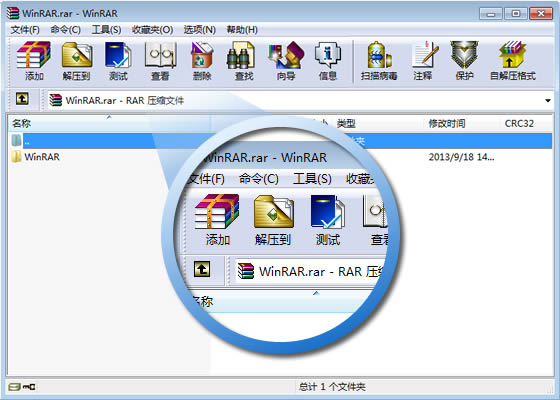 WinRAR.rar - WinRAR
文件(F) 命令(C) 工具(S) 收藏夹(O) 选项(N) 帮助(H)
添加 解压到 测试 查看 删除 查找 向导 信息 扫描病毒 注释 保护 自解压格式
WinRAR.rar - RAR 压缩文件
名称 类型 修改时间 CRC32
..
WinRAR 2013/9/18 14...
WinRAR.rar - WinRAR
文件(F) 命令(C) 工具(S) 收藏
添加 解压到 测试 查看
WinRAR.rar - RAR 压缩
名称
总计 1 个文件夹